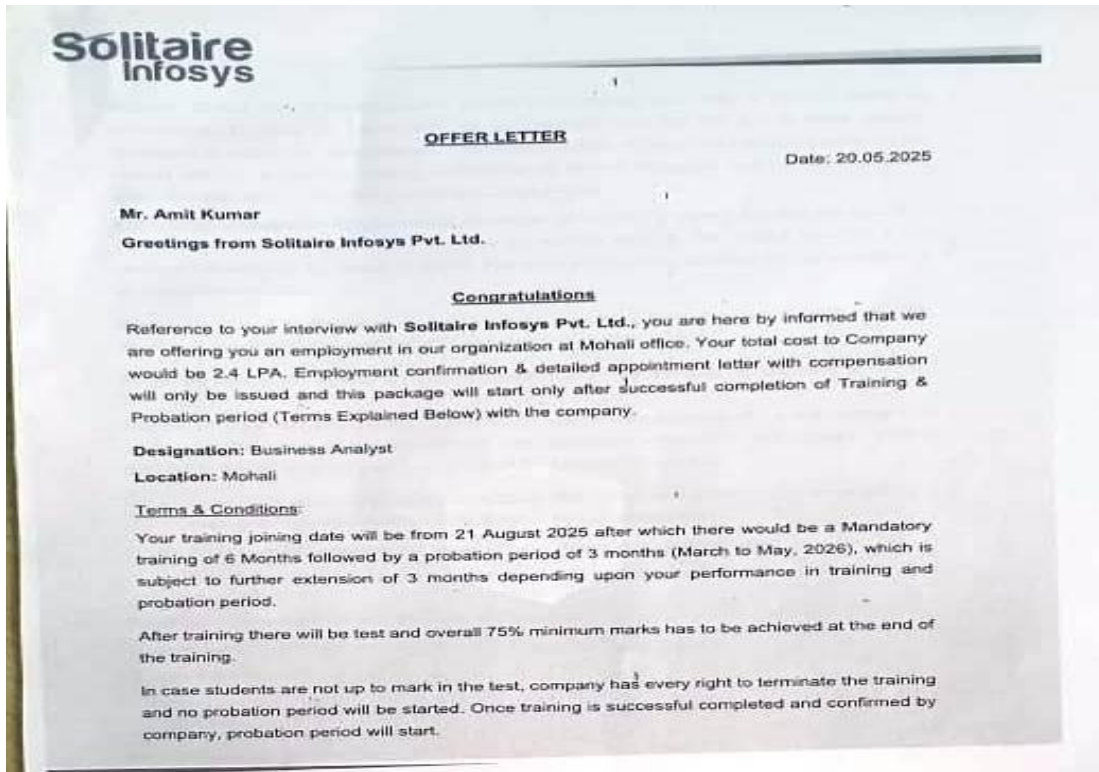 Solitaire
Infosys
OFFER LETTER
Date: 20.05.2025
Mr. Amit Kumar
Greetings from Solitaire Infosys Pvt. Ltd.
Congratulations
Reference to your interview with Solitaire Infosys Pvt. Ltd., you are here by informed that we
are offering you an employment in our organization at Mohali office. Your total cost to Company
would be 2.4 LPA. Employment confirmation & detailed appointment letter with compensation
will only be issued and this package will start only after successful completion of Training &
Probation period (Terms Explained Below) with the company.
Designation: Business Analyst
Location: Mohali
Terms & Conditions:
Your training joining date will be from 21 August 2025 after which there would be a Mandatory
training of 6 Months followed by a probation period of 3 months (March to May, 2026), which is
subject to further extension of 3 months depending upon your performance in training and
probation period.
After training there will be test and overall 75% minimum marks has to be achieved at the end of
the training.
In case students are not up to mark in the test, company has every right to terminate the training
and no probation period will be started. Once training is successful completed and confirmed by
company, probation period will start.